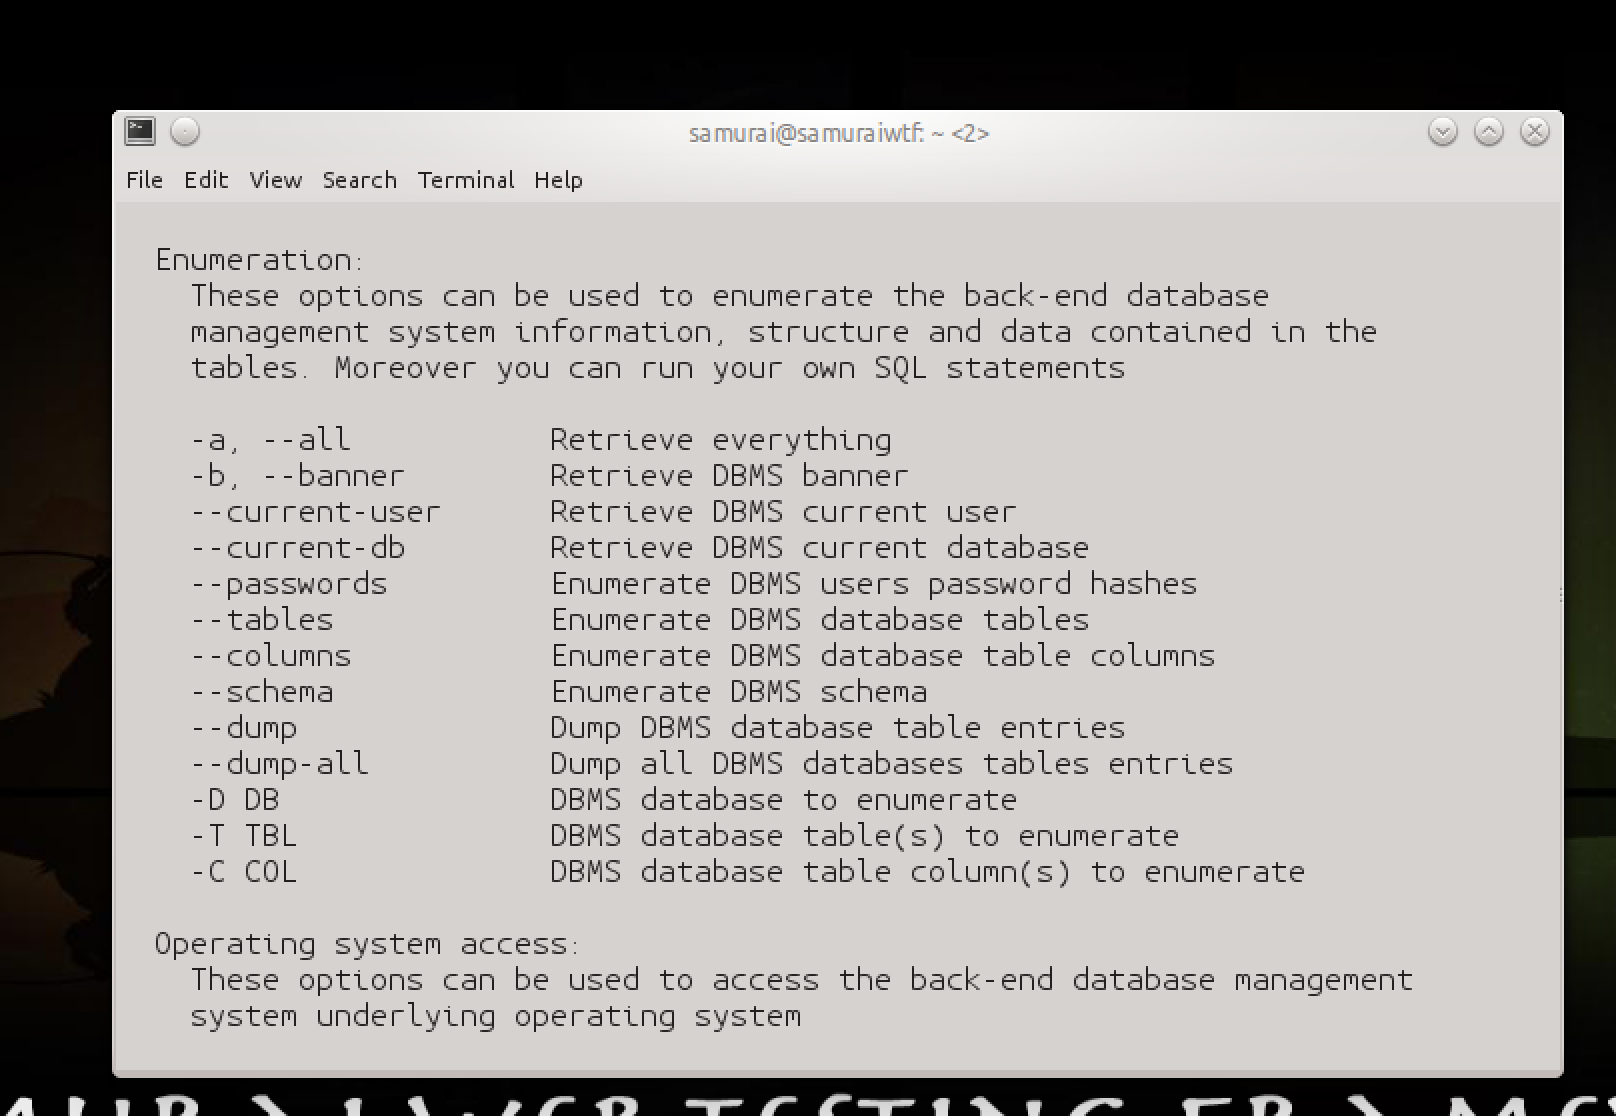 samurai@samuraiwtf: ~ <2>
File Edit View Search Terminal Help
Enumeration:
These options can be used to enumerate the back-end database
management system information, structure and data contained in the
tables. Moreover you can run your own SQL statements
-a, --all Retrieve everything
-b, --banner Retrieve DBMS banner
--current-user Retrieve DBMS current user
--current-db Retrieve DBMS current database
--passwords Enumerate DBMS users password hashes
--tables Enumerate DBMS database tables
--columns Enumerate DBMS database table columns
--schema Enumerate DBMS schema
--dump Dump DBMS database table entries
--dump-all Dump all DBMS databases tables entries
-D DB DBMS database to enumerate
-T TBL DBMS database table(s) to enumerate
-C COL DBMS database table column(s) to enumerate
Operating system access:
These options can be used to access the back-end database management
system underlying operating system
TESTING